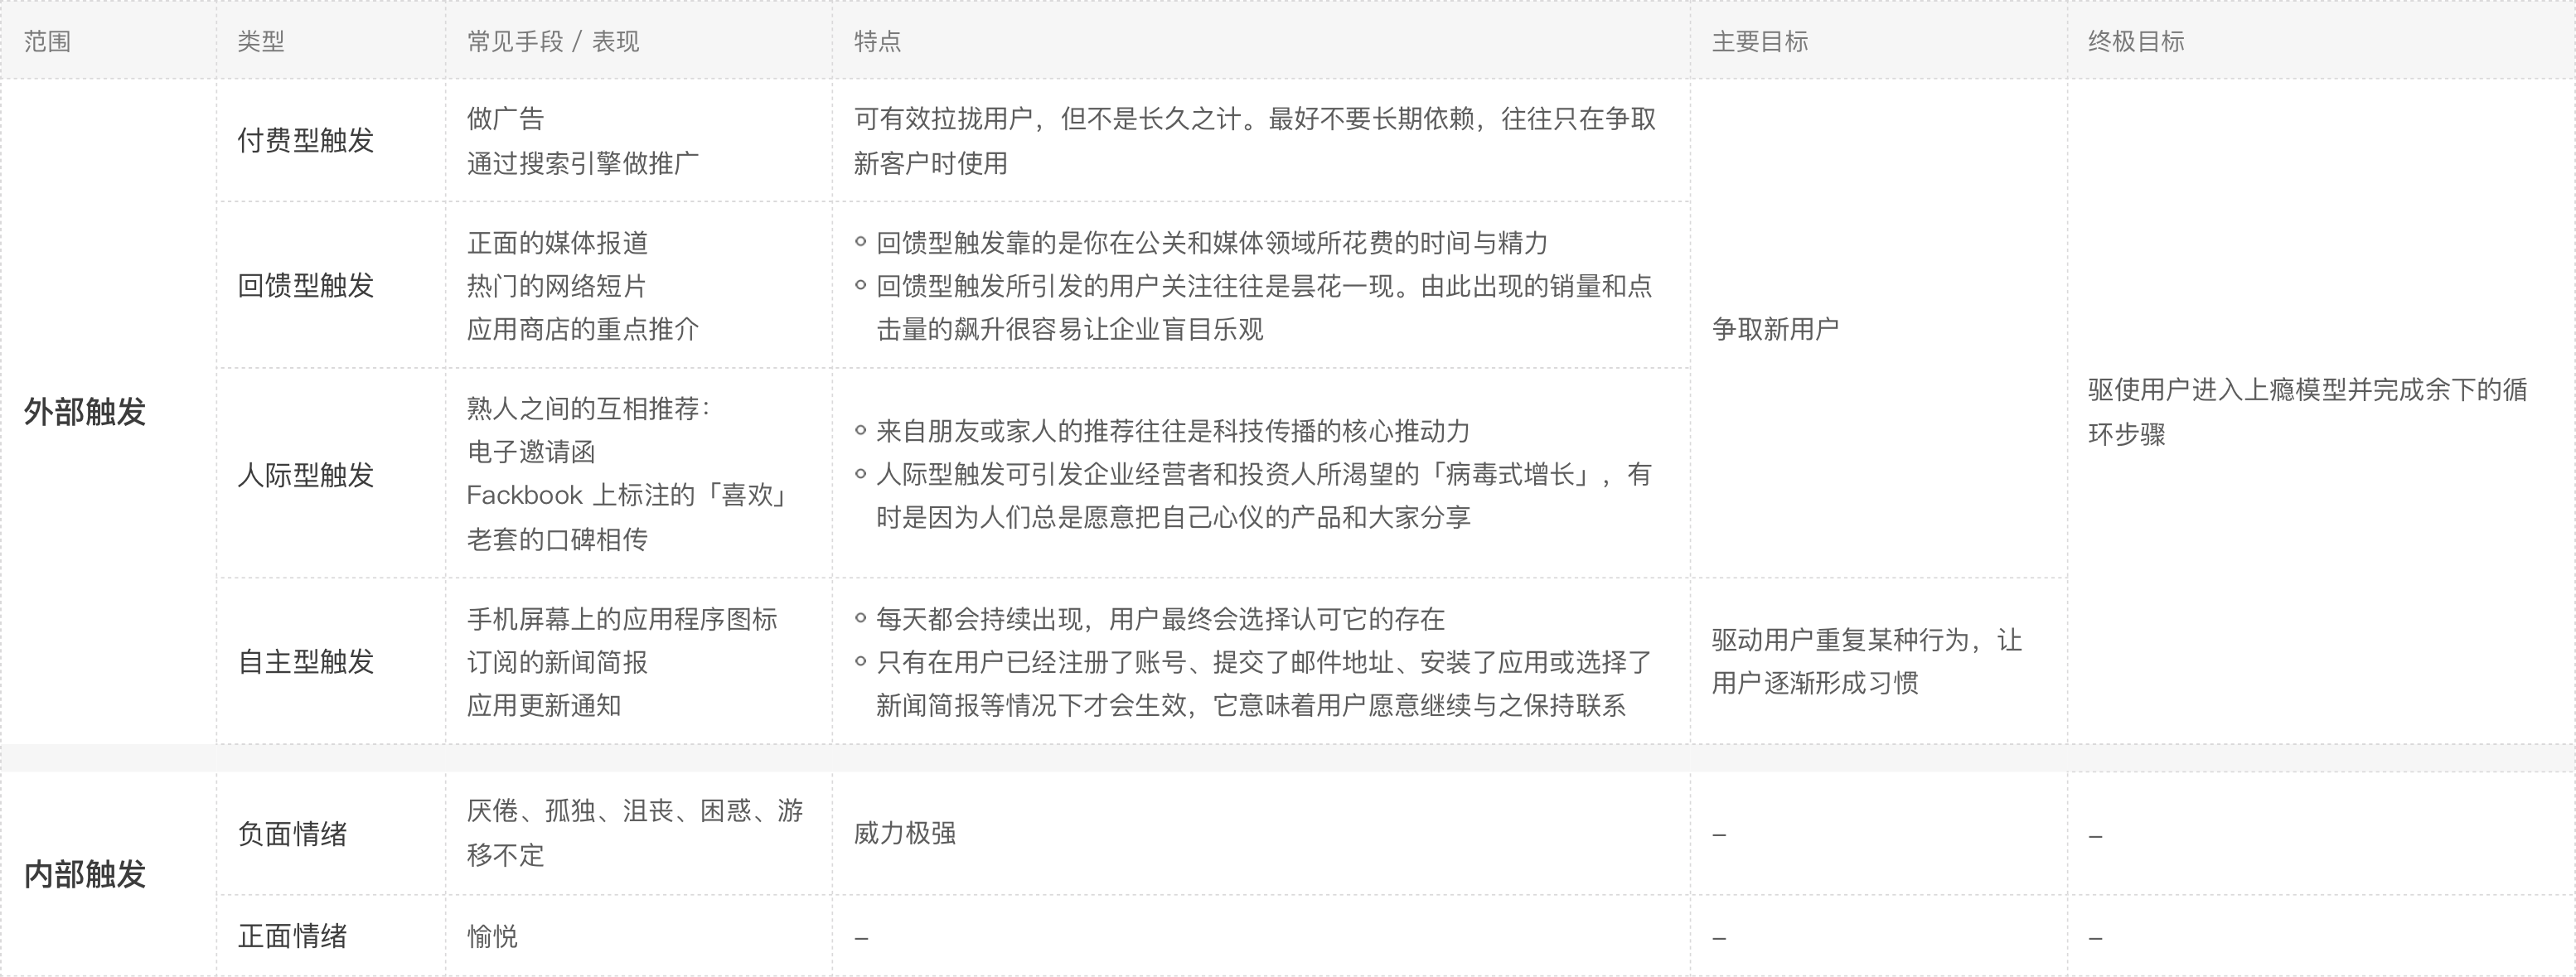 范围
类型
常见手段 / 表现
特点
主要目标
终极目标
外部触发
付费型触发
做广告
通过搜索引擎做推广
可有效拉拢用户，但不是长久之计。最好不要长期依赖，往往只在争取
新客户时使用
回馈型触发
正面的媒体报道
热门的网络短片
应用商店的重点推介
回馈型触发靠的是你在公关和媒体领域所花费的时间与精力
回馈型触发所引发的用户关注往往是昙花一现。由此出现的销量和点
击量的飙升很容易让企业盲目乐观
人际型触发
熟人之间的互相推荐：
电子邀请函
Fackbook 上标注的「喜欢」
老套的口碑相传
来自朋友或家人的推荐往往是科技传播的核心推动力
人际型触发可引发企业经营者和投资人所渴望的「病毒式增长」，有
时是因为人们总是愿意把自己心仪的产品和大家分享
争取新用户
自主型触发
手机屏幕上的应用程序图标
订阅的新闻简报
应用更新通知
每天都会持续出现，用户最终会选择认可它的存在
只有在用户已经注册了账号、提交了邮件地址、安装了应用或选择了
新闻简报等情况下才会生效，它意味着用户愿意继续与之保持联系
驱动用户重复某种行为，让
用户逐渐形成习惯
驱使用户进入上瘾模型并完成余下的循
环步骤
内部触发
负面情绪
厌倦、孤独、沮丧、困惑、游
移不定
威力极强
–
–
正面情绪
愉悦
–
–
–